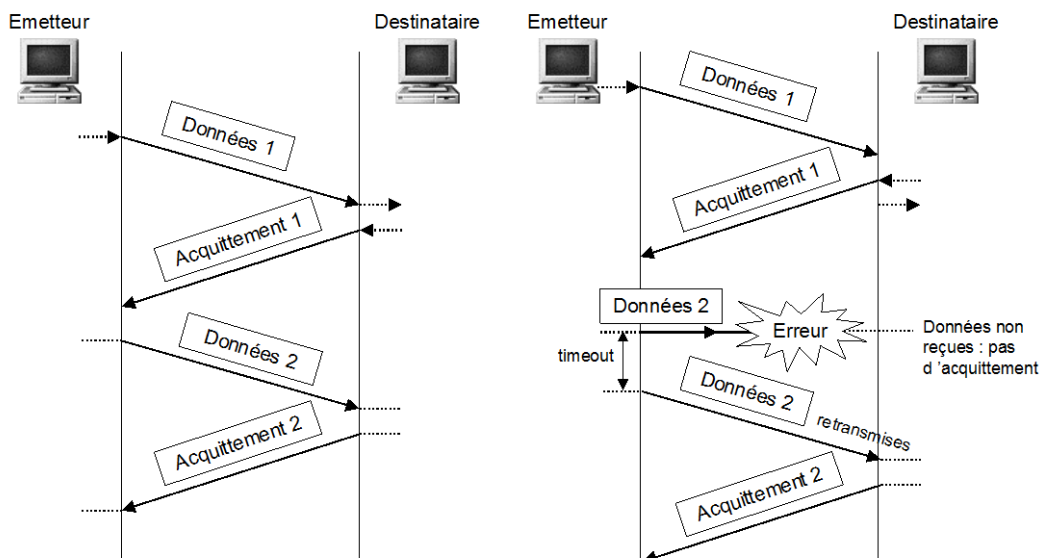 Emetteur
Destinataire
Données 1
Acquittement 1
Données 2
Acquittement 2
Emetteur
Destinataire
Données 1
Acquittement 1
Données 2
Erreur
Données non
reçues : pas
d 'acquittement
timeout
Données 2
retransmises
Acquittement 2